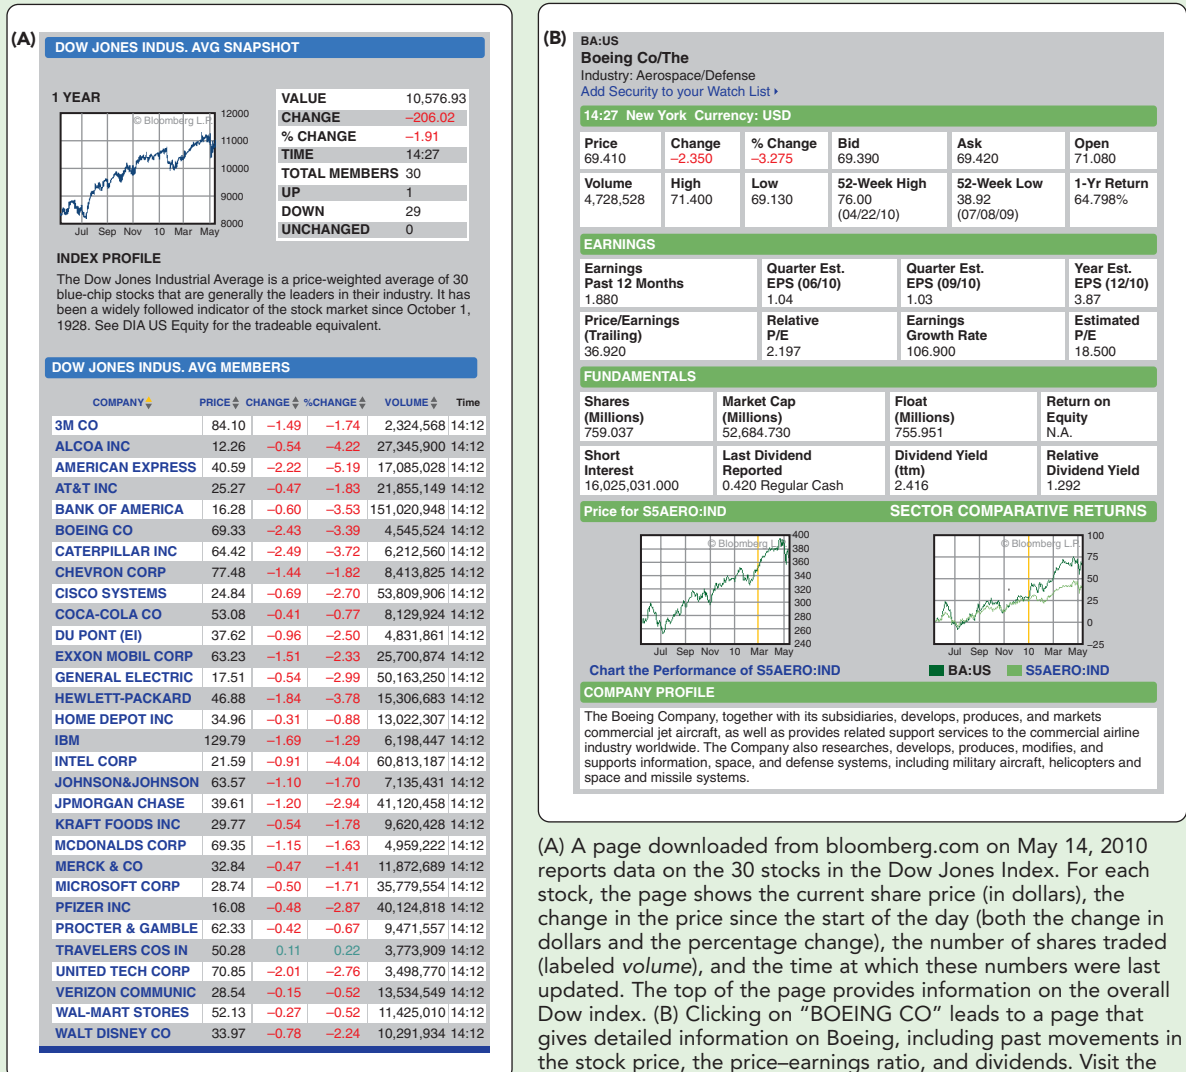 (A)
DOW JONES INDUS. AVG SNAPSHOT
1 YEAR
© Bloomberg L.P.
12000
11000
10000
9000
8000
Jul Sep Nov 10 Mar May
VALUE 10,576.93
CHANGE –206.02
% CHANGE –1.91
TIME 14:27
TOTAL MEMBERS 30
UP 1
DOWN 29
UNCHANGED 0
INDEX PROFILE
The Dow Jones Industrial Average is a price-weighted average of 30
blue-chip stocks that are generally the leaders in their industry. It has
been a widely followed indicator of the stock market since October 1,
1928. See DIA US Equity for the tradeable equivalent.
DOW JONES INDUS. AVG MEMBERS
COMPANY PRICE CHANGE %CHANGE VOLUME Time
3M CO 84.10 –1.49 –1.74 2,324,568 14:12
ALCOA INC 12.26 –0.54 –4.22 27,345,900 14:12
AMERICAN EXPRESS 40.59 –2.22 –5.19 17,085,028 14:12
AT&T INC 25.27 –0.47 –1.83 21,855,149 14:12
BANK OF AMERICA 16.28 –0.60 –3.53 151,020,948 14:12
BOEING CO 69.33 –2.43 –3.39 4,545,524 14:12
CATERPILLAR INC 64.42 –2.49 –3.72 6,212,560 14:12
CHEVRON CORP 77.48 –1.44 –1.82 8,413,825 14:12
CISCO SYSTEMS 24.84 –0.69 –2.70 53,809,906 14:12
COCA-COLA CO 53.08 –0.41 –0.77 8,129,924 14:12
DU PONT (EI) 37.62 –0.96 –2.50 4,831,861 14:12
EXXON MOBIL CORP 63.23 –1.51 –2.33 25,700,874 14:12
GENERAL ELECTRIC 17.51 –0.54 –2.99 50,163,250 14:12
HEWLETT-PACKARD 46.88 –1.84 –3.78 15,306,683 14:12
HOME DEPOT INC 34.96 –0.31 –0.88 13,022,307 14:12
IBM 129.79 –1.69 –1.29 6,198,447 14:12
INTEL CORP 21.59 –0.91 –4.04 60,813,187 14:12
JOHNSON&JOHNSON 63.57 –1.10 –1.70 7,135,431 14:12
JPMORGAN CHASE 39.61 –1.20 –2.94 41,120,458 14:12
KRAFT FOODS INC 29.77 –0.54 –1.78 9,620,428 14:12
MCDONALDS CORP 69.35 –1.15 –1.63 4,959,222 14:12
MERCK & CO 32.84 –0.47 –1.41 11,872,689 14:12
MICROSOFT CORP 28.74 –0.50 –1.71 35,779,554 14:12
PFIZER INC 16.08 –0.48 –2.87 40,124,818 14:12
PROCTER & GAMBLE 62.33 –0.42 –0.67 9,471,557 14:12
TRAVELERS COS IN 50.28 0.11 0.22 3,773,909 14:12
UNITED TECH CORP 70.85 –2.01 –2.76 3,498,770 14:12
VERIZON COMMUNIC 28.54 –0.15 –0.52 13,534,549 14:12
WAL-MART STORES 52.13 –0.27 –0.52 11,425,010 14:12
WALT DISNEY CO 33.97 –0.78 –2.24 10,291,934 14:12
(B)
BA:US
Boeing Co/The
Industry: Aerospace/Defense
Add Security to your Watch List
14:27 New York Currency: USD
Price Change % Change Bid Ask Open
69.410 –2.350 –3.275 69.390 69.420 71.080
Volume High Low 52-Week High 52-Week Low 1-Yr Return
4,728,528 71.400 69.130 76.00 38.92 64.798%
(04/22/10) (07/08/09)
EARNINGS
Earnings Quarter Est. Quarter Est. Year Est.
Past 12 Months EPS (06/10) EPS (09/10) EPS (12/10)
1.880 1.04 1.03 3.87
Price/Earnings Relative Earnings Estimated
(Trailing) P/E Growth Rate P/E
36.920 2.197 106.900 18.500
FUNDAMENTALS
Shares Market Cap Float Return on
(Millions) (Millions) (Millions) Equity
759.037 52,684.730 755.951 N.A.
Short Last Dividend Dividend Yield Relative
Interest Reported (ttm) Dividend Yield
16,025,031.000 0.420 Regular Cash 2.416 1.292
Price for S5AERO:IND SECTOR COMPARATIVE RETURNS
© Bloomberg L.P.
400
380
360
340
320
300
280
260
240
Jul Sep Nov 10 Mar May
© Bloomberg L.P.
100
75
50
25
0
–25
Jul Sep Nov 10 Mar May
Chart the Performance of S5AERO:IND BA:US S5AERO:IND
COMPANY PROFILE
The Boeing Company, together with its subsidiaries, develops, produces, and markets
commercial jet aircraft, as well as provides related support services to the commercial airline
industry worldwide. The Company also researches, develops, produces, modifies, and
supports information, space, and defense systems, including military aircraft, helicopters and
space and missile systems.
(A) A page downloaded from bloomberg.com on May 14, 2010
reports data on the 30 stocks in the Dow Jones Index. For each
stock, the page shows the current share price (in dollars), the
change in the price since the start of the day (both the change in
dollars and the percentage change), the number of shares traded
(labeled volume), and the time at which these numbers were last
updated. The top of the page provides information on the overall
Dow index. (B) Clicking on “BOEING CO” leads to a page that
gives detailed information on Boeing, including past movements in
the stock price, the price–earnings ratio, and dividends. Visit the